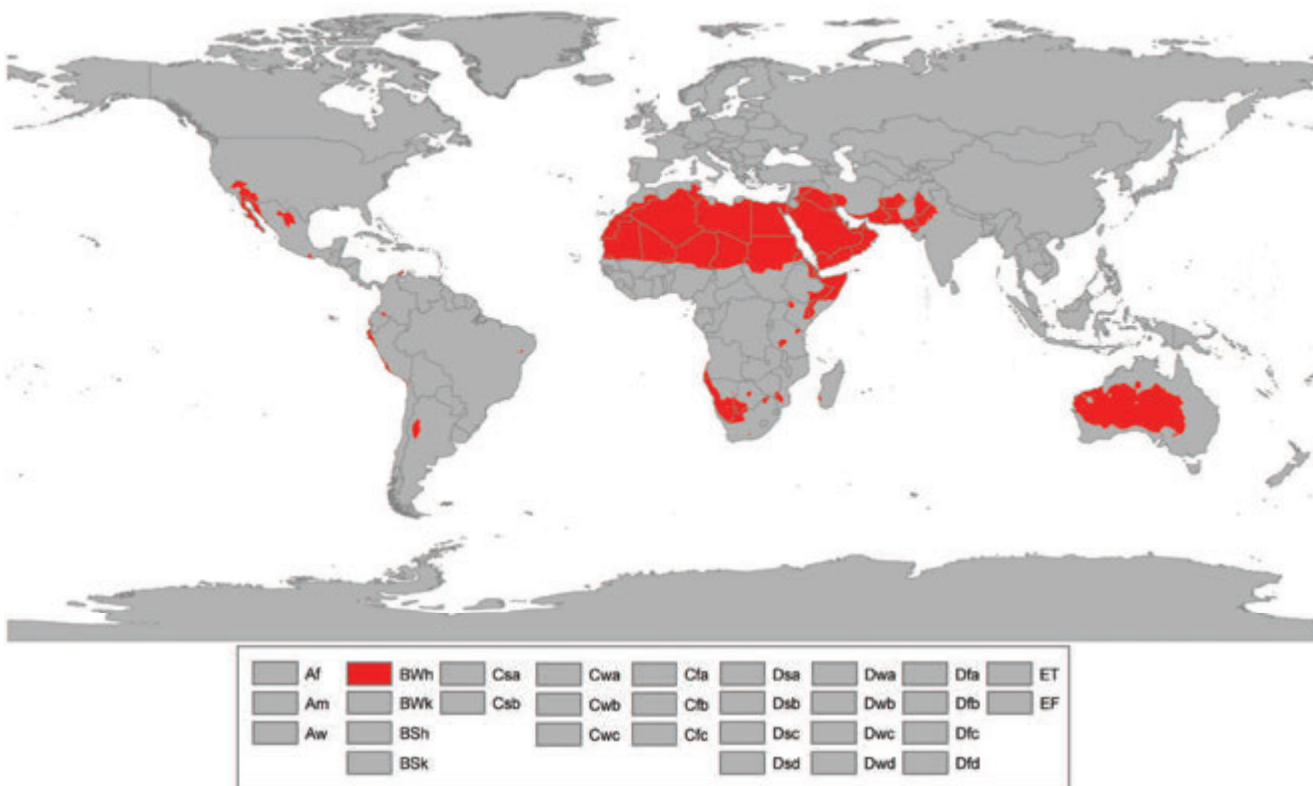 Af BWh Csa Cwa Cfa Dsa Dwa Dfa ET
Am BWk Csb Cwb Cfb Dsb Dwb Dfb EF
Aw BSh Cwc Cfc Dsc Dwc Dfc
BSk Dsd Dwd Dfd